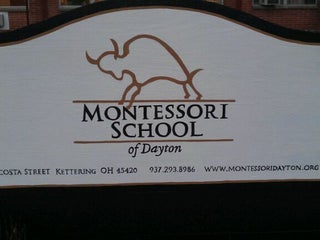 MONTESSORI
SCHOOL
of Dayton
COSTA STREET KETTERING OH 45420 937.293.8986 WWW.MONTESSORIDAYTON.ORG